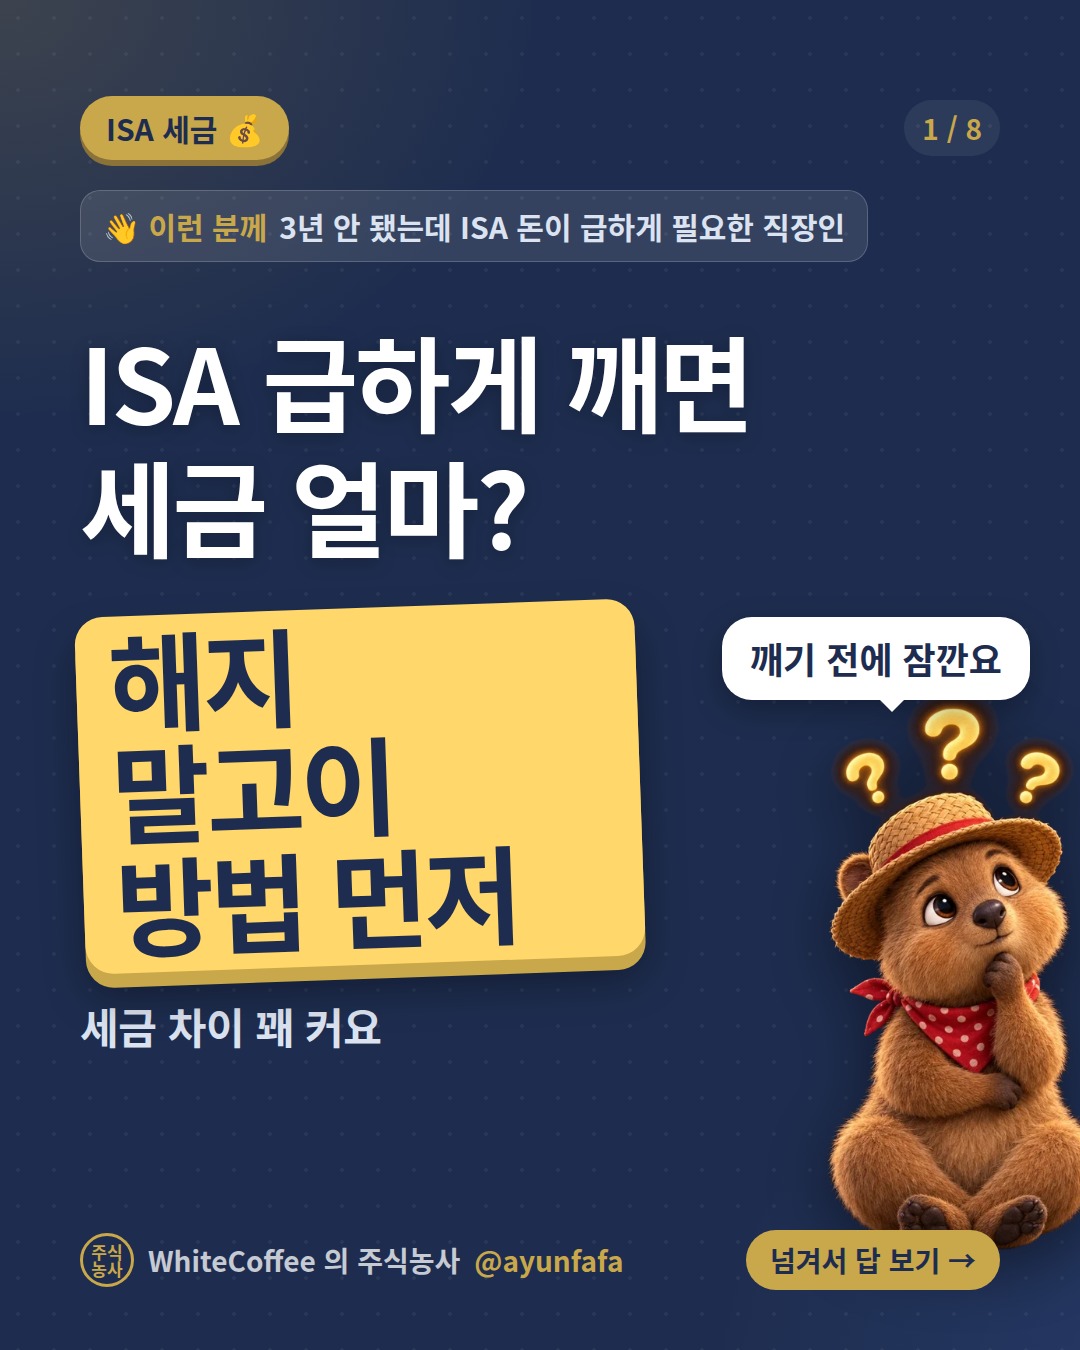 ISA 세금 💰
1 / 8
👋 이런 분께 3년 안 됐는데 ISA 돈이 급하게 필요한 직장인
ISA 급하게 깨면
세금 얼마?
해지
말고이
방법 먼저
깨기 전에 잠깐요
세금 차이 꽤 커요
주식
농사
WhiteCoffee 의 주식농사 @ayunfafa
넘겨서 답 보기 →